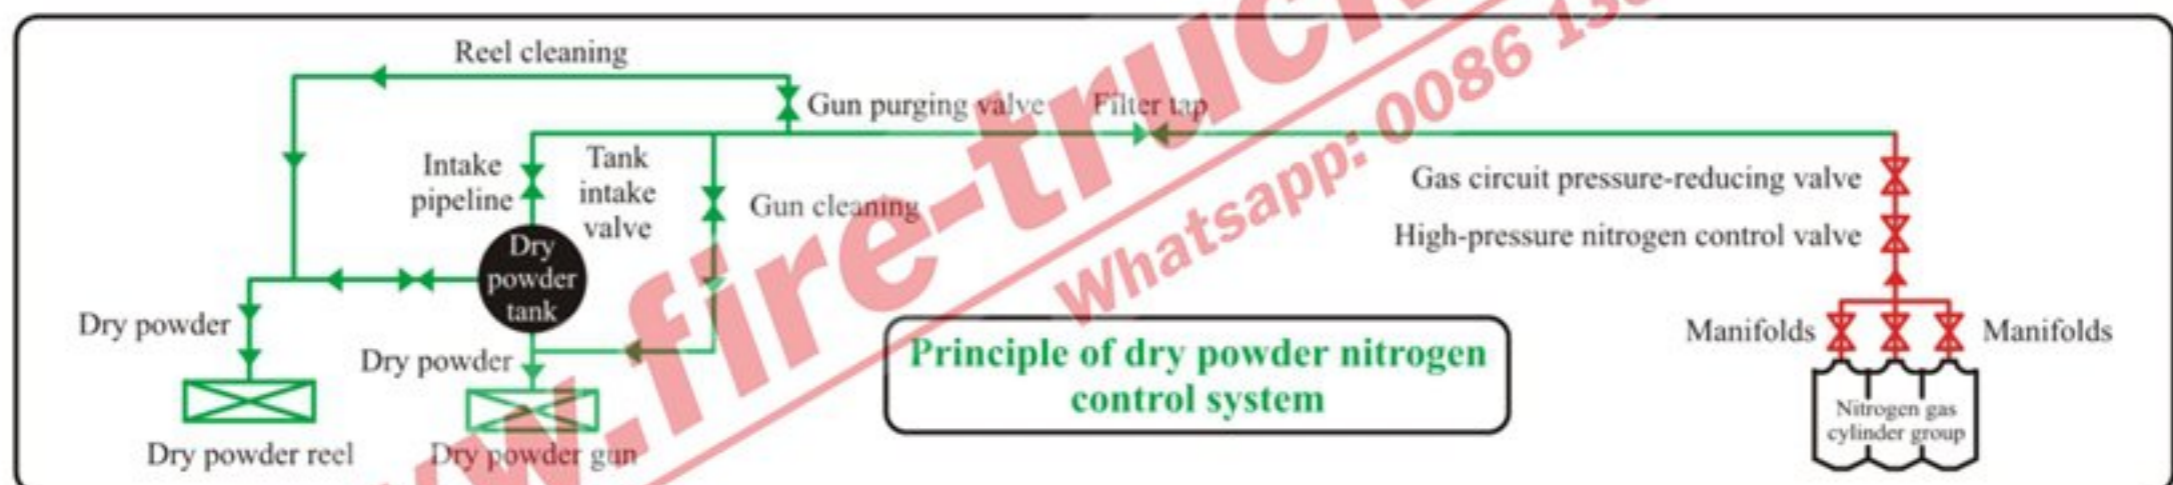 Reel cleaning
Gun purging valve
Filter tap
Intake
pipeline
Tank
intake
valve
Gun cleaning
Gas circuit pressure-reducing valve
High-pressure nitrogen control valve
Dry
powder
tank
Dry powder
Dry powder
Manifolds
Manifolds
Principle of dry powder nitrogen
control system
Nitrogen gas
cylinder group
Dry powder reel
Dry powder gun
w.fire-truck
Whatsapp: 0086